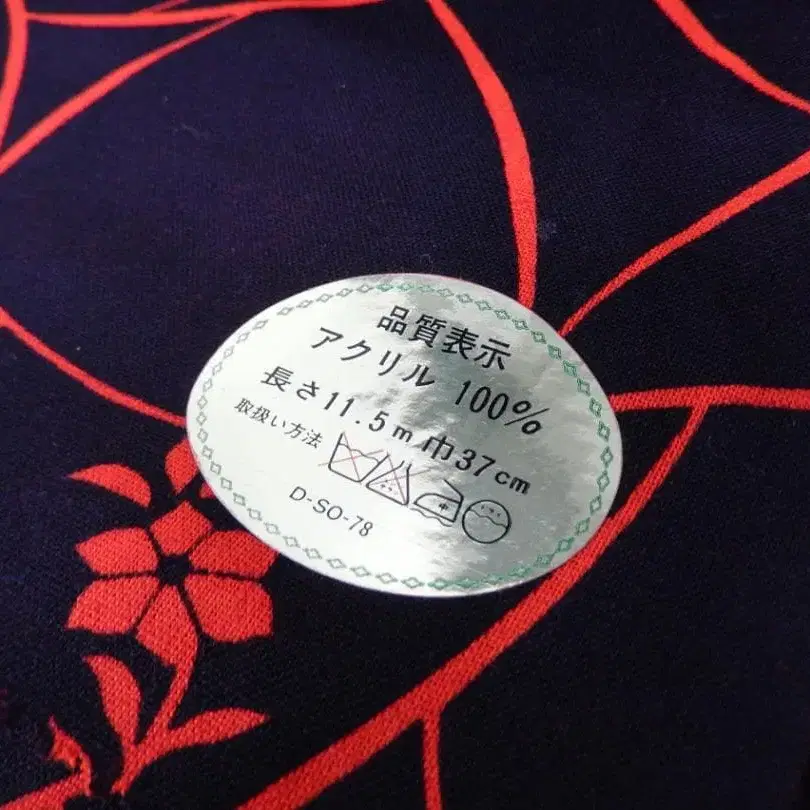 品質表示
アクリル 100%
長さ11.5m 巾37cm
取扱い方法
中
D-SO-78